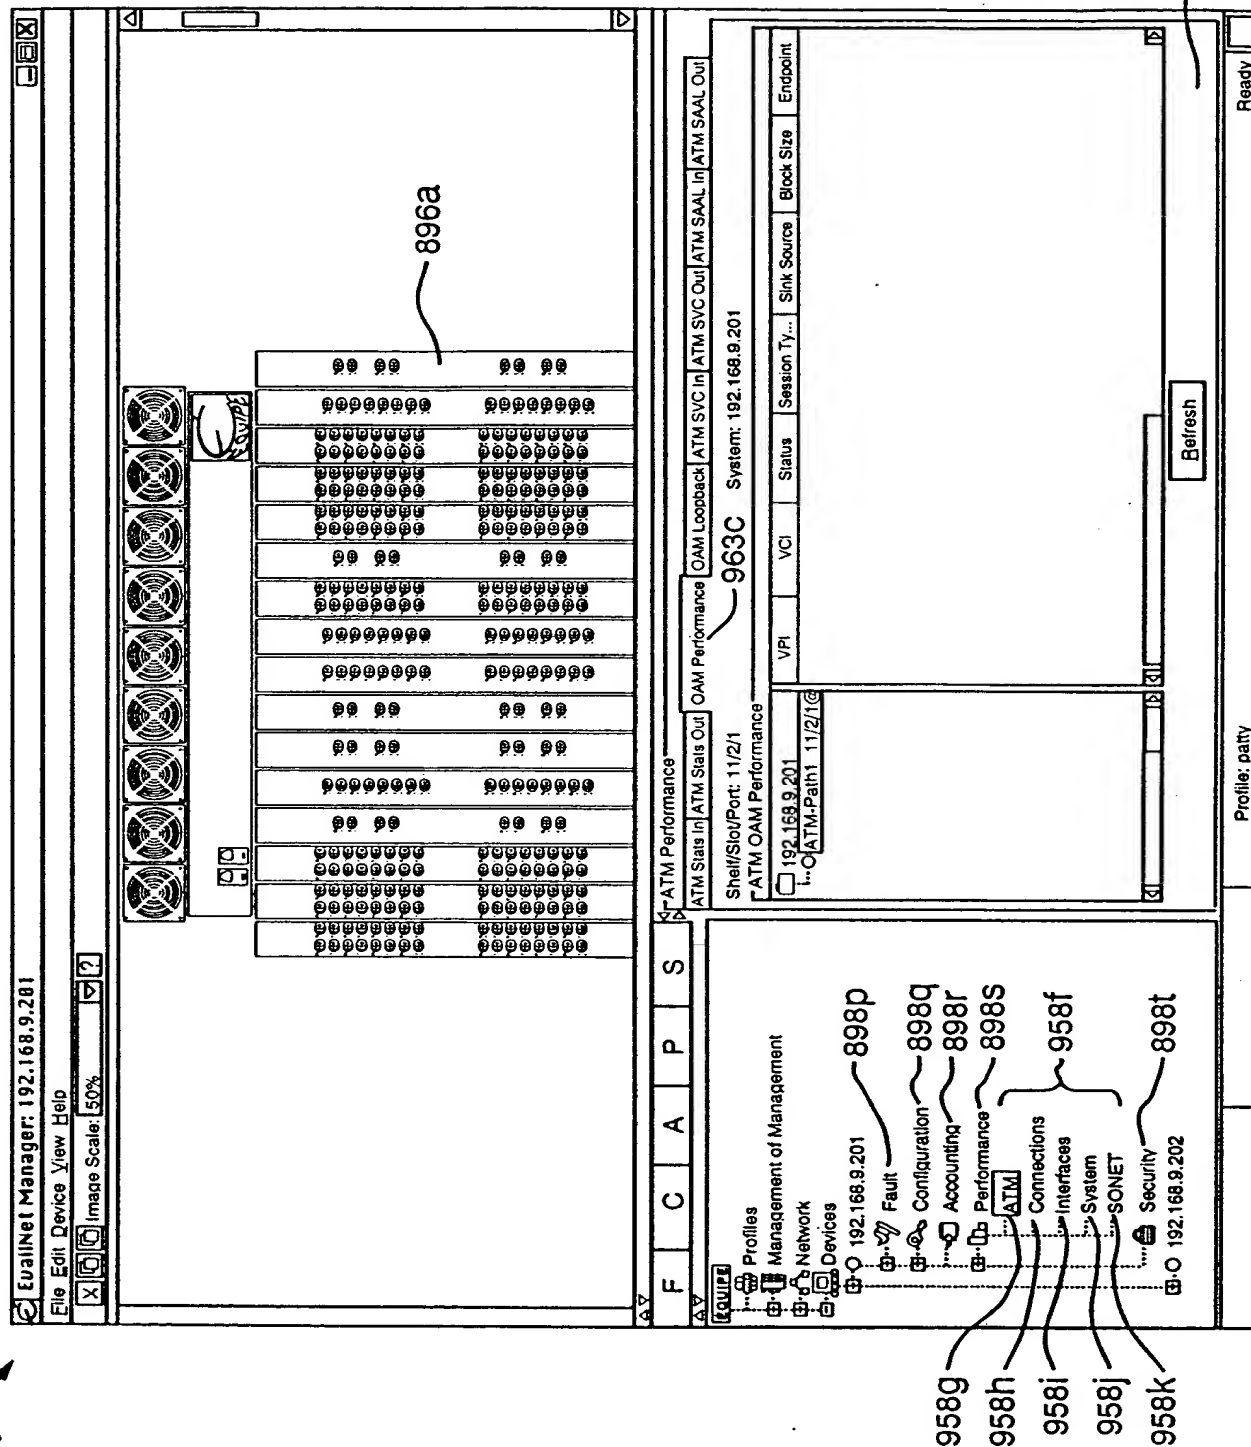 EvaliNet Manager: 192.168.9.201
File Edit Device View Help
X Image Scale: 50% ?
EQUIPE
896a
F C A P S
EQUIPE
Profiles
Management of Management
Network
Devices
192.168.9.201
Fault
Configuration
Accounting
Performance
ATM
Connections
Interfaces
System
SONET
Security
192.168.9.202
898p
898q
898r
898s
958f
898t
958g
958h
958i
958j
958k
ATM Performance
ATM Stats In ATM Stats Out OAM Performance OAM Loopback ATM SVC In ATM SVC Out ATM SAAL In ATM SAAL Out
963C
Shelf/Slot/Port: 11/2/1 System: 192.168.9.201
ATM OAM Performance
192.168.9.201
ATM-Path1 11/2/1@
VPI VCI Status Session Ty... Sink Source Block Size Endpoint
Refresh
Profile: patty
Ready